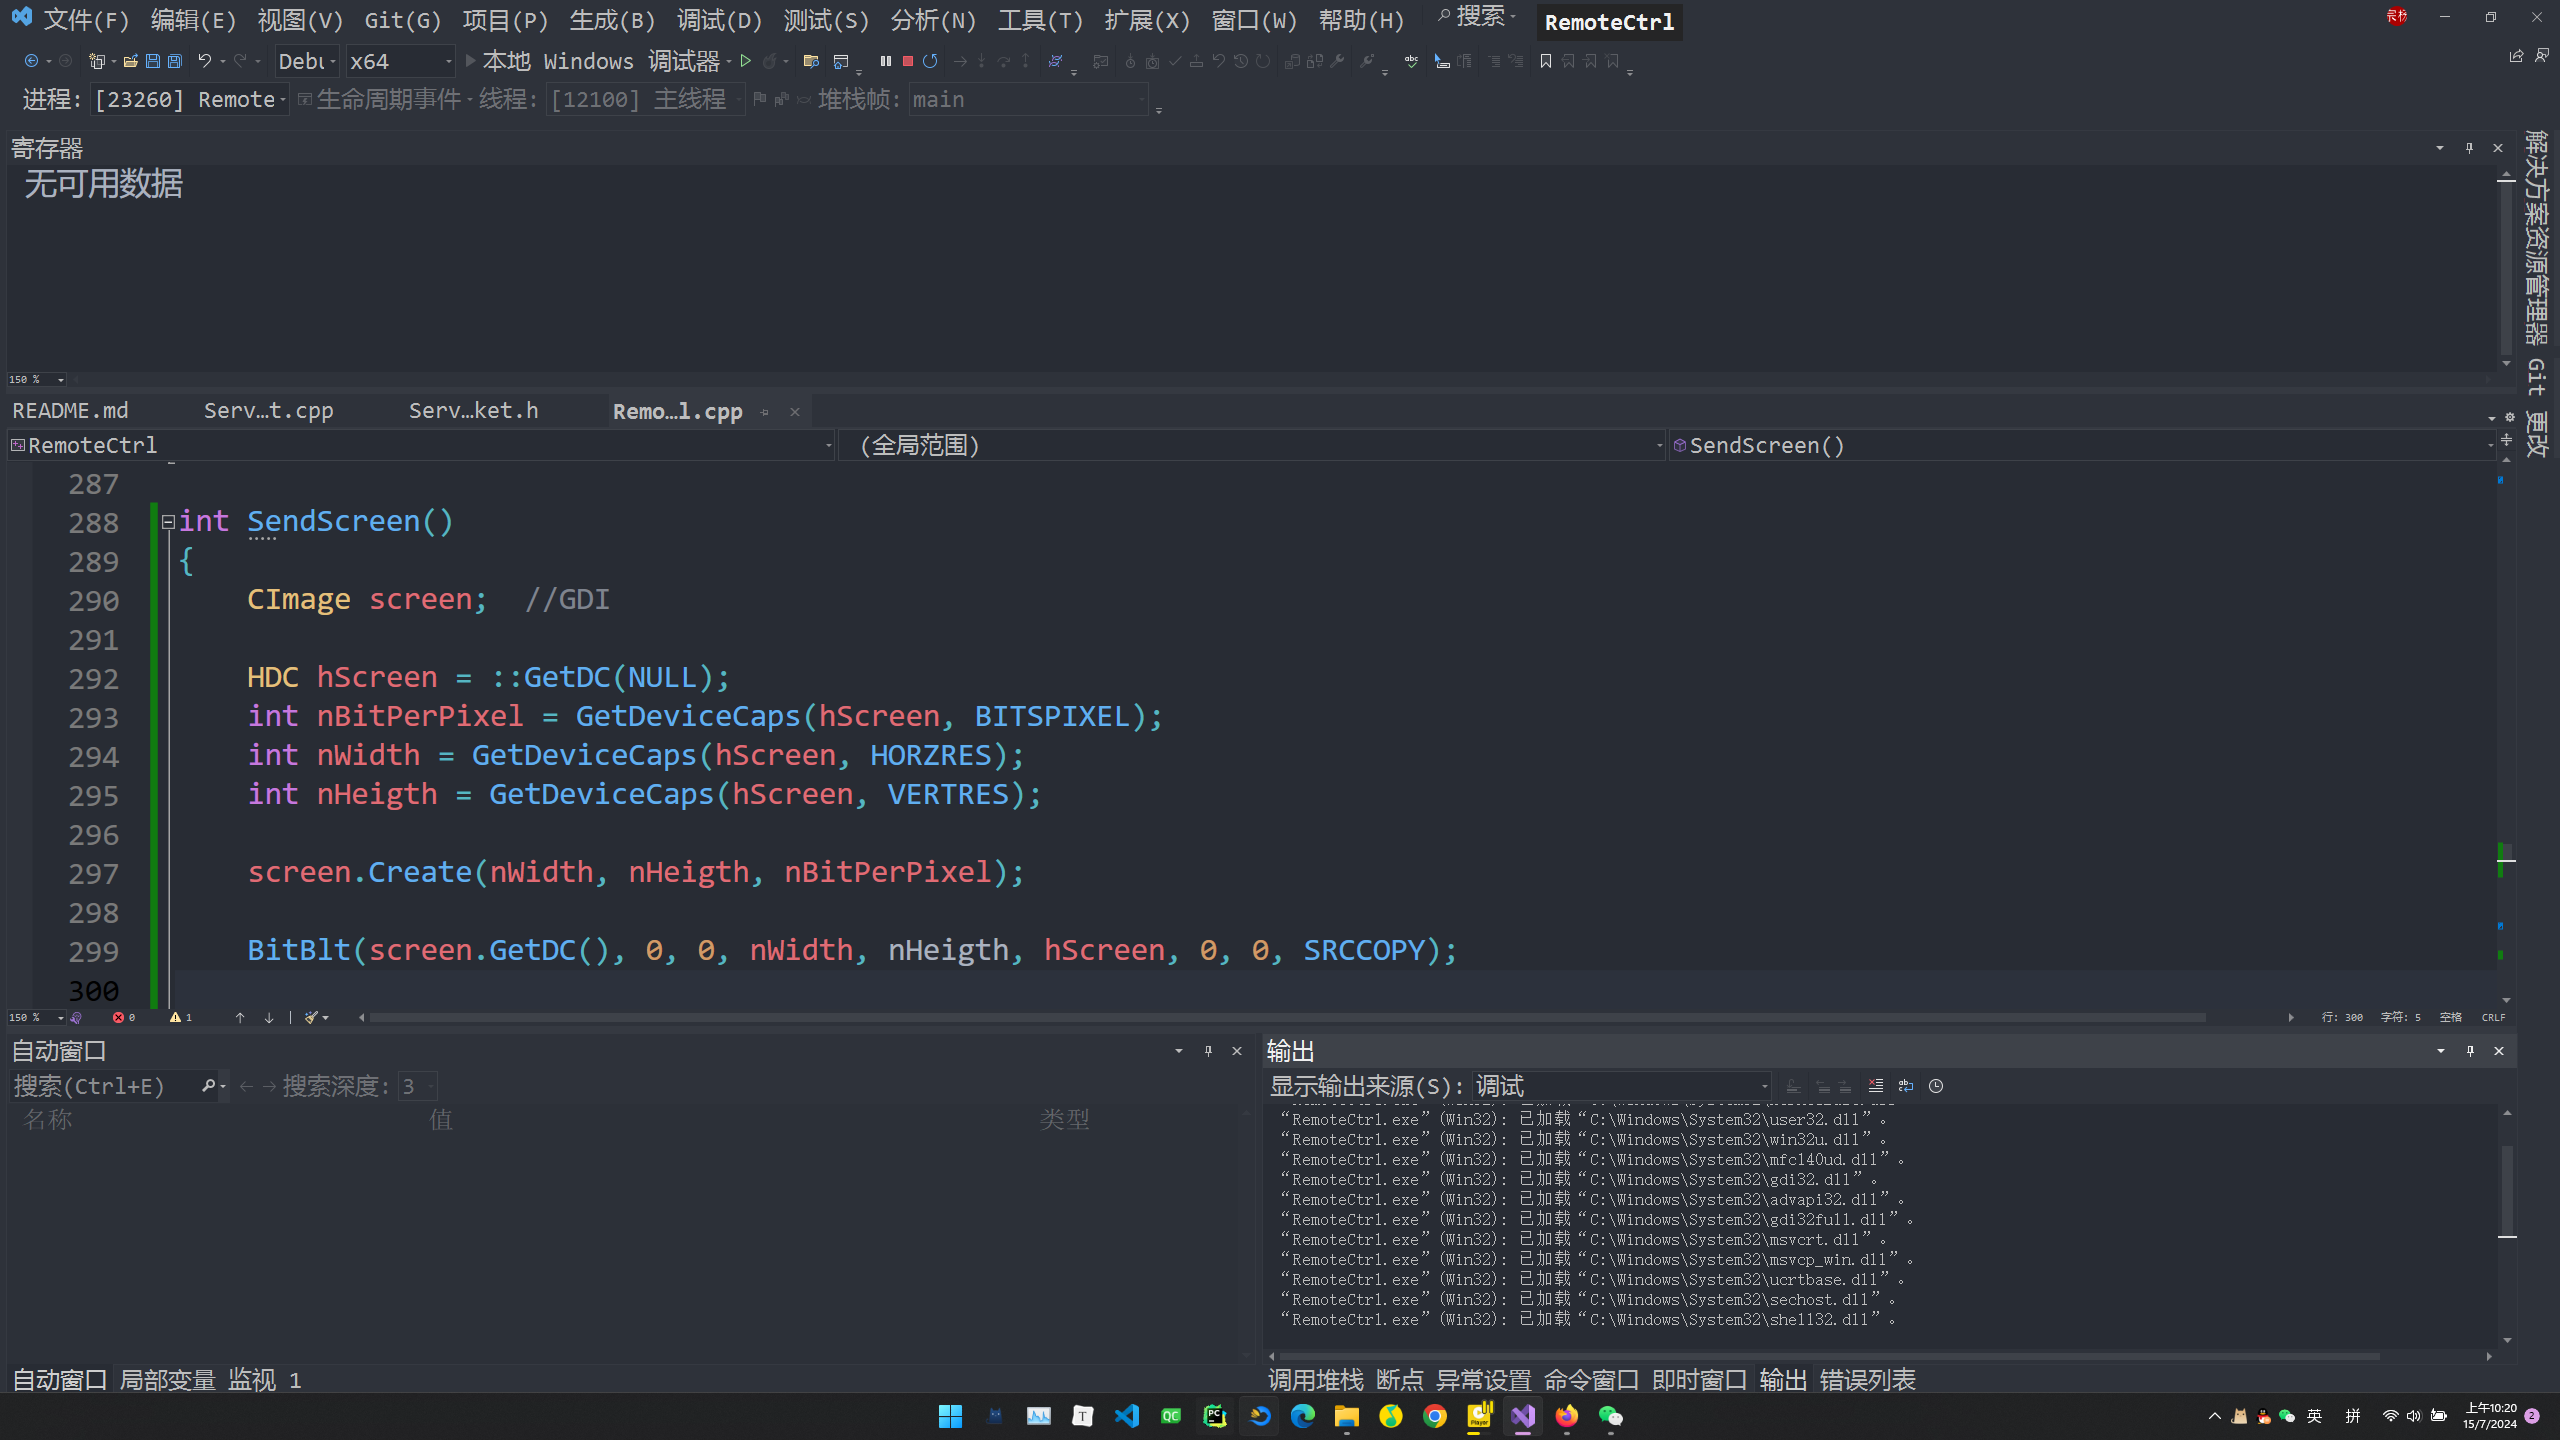 文件(F) 编辑(E) 视图(V) Git(G) 项目(P) 生成(B) 调试(D) 测试(S) 分析(N) 工具(T) 扩展(X) 窗口(W) 帮助(H) 搜索 RemoteCtrl
Debu x64 本地 Windows 调试器
进程: [23260] Remote 生命周期事件 线程: [12100] 主线程 堆栈帧: main
寄存器
无可用数据
解决方案资源管理器 Git 更改
150 %
README.md Serv…t.cpp Serv…ket.h Remo…l.cpp
RemoteCtrl (全局范围) SendScreen()
287
288 int SendScreen()
289 {
290 CImage screen; //GDI
291
292 HDC hScreen = ::GetDC(NULL);
293 int nBitPerPixel = GetDeviceCaps(hScreen, BITSPIXEL);
294 int nWidth = GetDeviceCaps(hScreen, HORZRES);
295 int nHeigth = GetDeviceCaps(hScreen, VERTRES);
296
297 screen.Create(nWidth, nHeigth, nBitPerPixel);
298
299 BitBlt(screen.GetDC(), 0, 0, nWidth, nHeigth, hScreen, 0, 0, SRCCOPY);
300
150 % 0 1 行: 300 字符: 5 空格 CRLF
自动窗口
搜索(Ctrl+E) 搜索深度: 3
名称 值 类型
自动窗口 局部变量 监视 1
输出
显示输出来源(S): 调试
“RemoteCtrl.exe”(Win32): 已加载“C:\Windows\System32\user32.dll”。
“RemoteCtrl.exe”(Win32): 已加载“C:\Windows\System32\win32u.dll”。
“RemoteCtrl.exe”(Win32): 已加载“C:\Windows\System32\mfc140ud.dll”。
“RemoteCtrl.exe”(Win32): 已加载“C:\Windows\System32\gdi32.dll”。
“RemoteCtrl.exe”(Win32): 已加载“C:\Windows\System32\advapi32.dll”。
“RemoteCtrl.exe”(Win32): 已加载“C:\Windows\System32\gdi32full.dll”。
“RemoteCtrl.exe”(Win32): 已加载“C:\Windows\System32\msvcrt.dll”。
“RemoteCtrl.exe”(Win32): 已加载“C:\Windows\System32\msvcp_win.dll”。
“RemoteCtrl.exe”(Win32): 已加载“C:\Windows\System32\ucrtbase.dll”。
“RemoteCtrl.exe”(Win32): 已加载“C:\Windows\System32\sechost.dll”。
“RemoteCtrl.exe”(Win32): 已加载“C:\Windows\System32\shell32.dll”。
调用堆栈 断点 异常设置 命令窗口 即时窗口 输出 错误列表
英 拼 上午10:20
15/7/2024 2